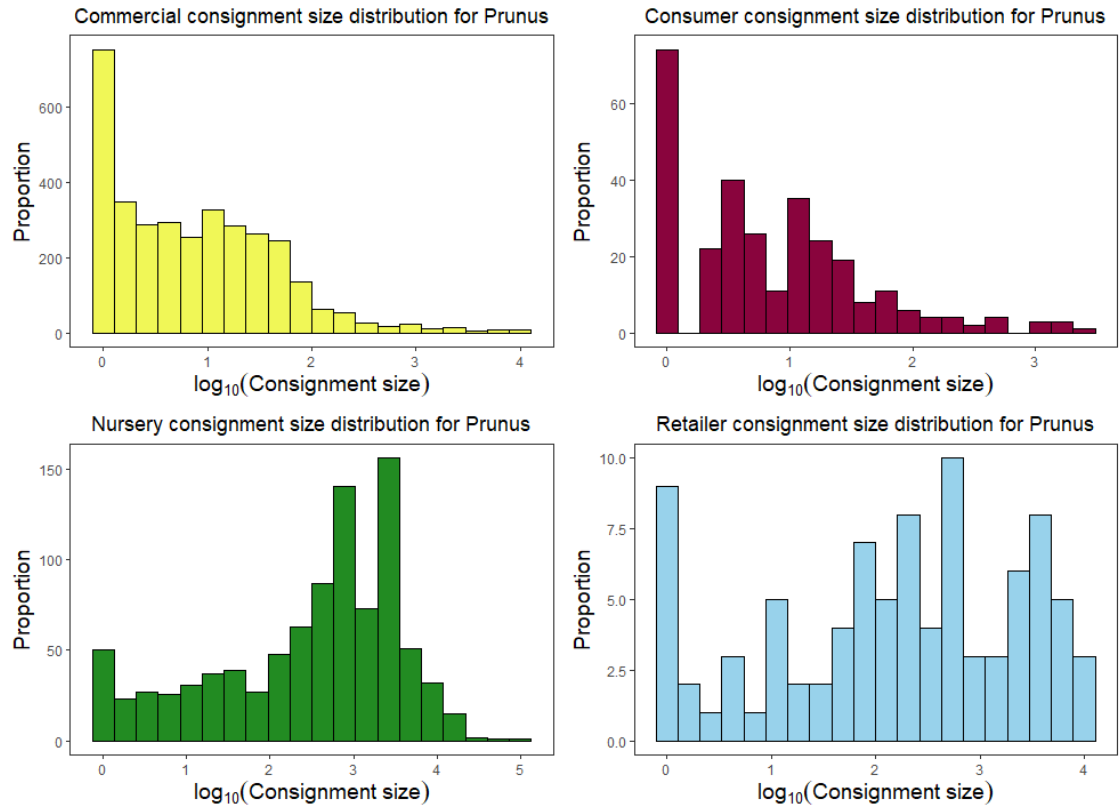 Commercial consignment size distribution for Prunus
Proportion
600
400
200
0
0 1 2 3 4
log₁₀(Consignment size)
Consumer consignment size distribution for Prunus
Proportion
60
40
20
0
0 1 2 3
log₁₀(Consignment size)
Nursery consignment size distribution for Prunus
Proportion
150
100
50
0
0 1 2 3 4 5
log₁₀(Consignment size)
Retailer consignment size distribution for Prunus
Proportion
10.0
7.5
5.0
2.5
0.0
0 1 2 3 4
log₁₀(Consignment size)